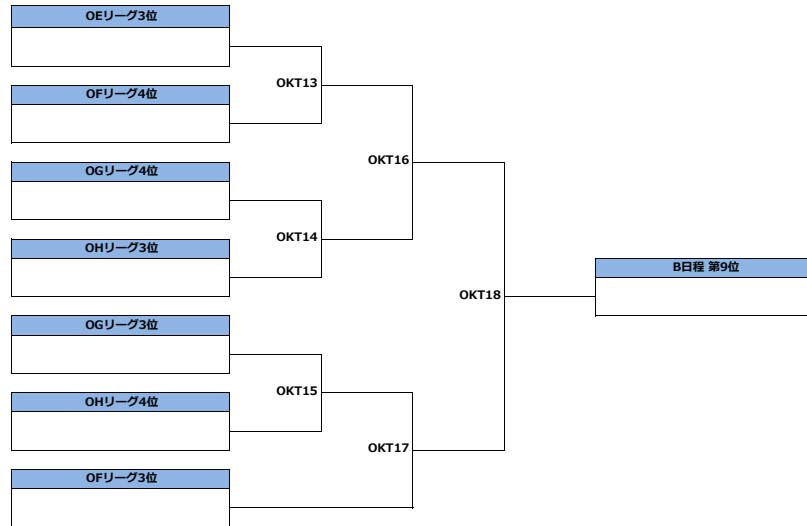 OEリーグ3位
OKT13
OFリーグ4位
OKT16
OGリーグ4位
OKT14
OHリーグ3位
B日程 第9位
OKT18
OGリーグ3位
OKT15
OHリーグ4位
OKT17
OFリーグ3位